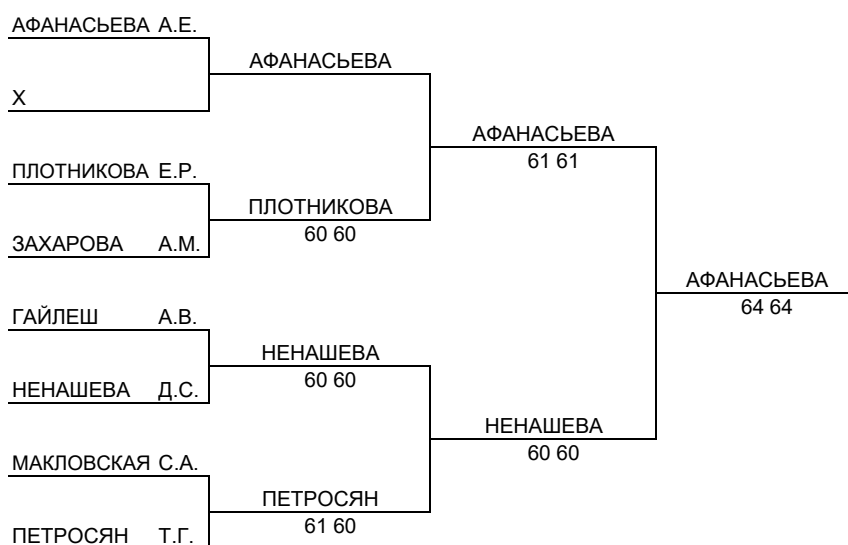 АФАНАСЬЕВА А.Е.
АФАНАСЬЕВА
Х
АФАНАСЬЕВА
61 61
ПЛОТНИКОВА Е.Р.
ПЛОТНИКОВА
60 60
ЗАХАРОВА А.М.
АФАНАСЬЕВА
64 64
ГАЙЛЕШ А.В.
НЕНАШЕВА
60 60
НЕНАШЕВА Д.С.
НЕНАШЕВА
60 60
МАКЛОВСКАЯ С.А.
ПЕТРОСЯН
61 60
ПЕТРОСЯН Т.Г.